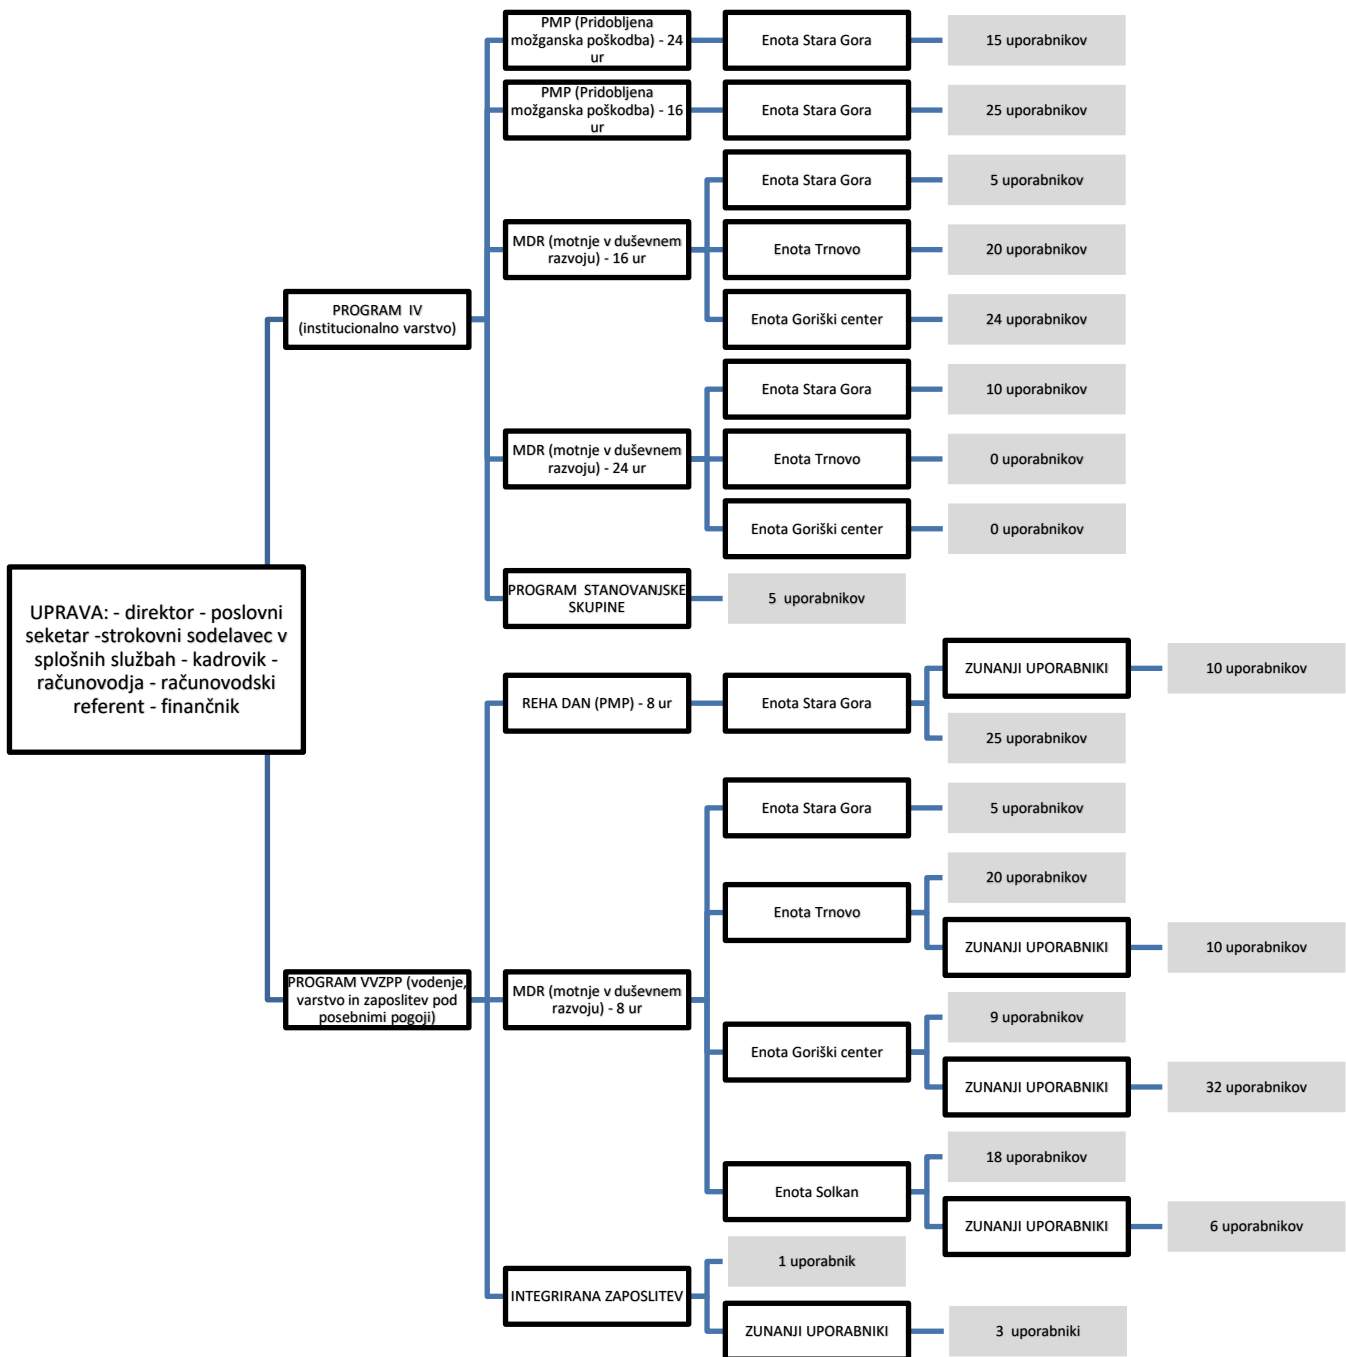 PMP (Pridobljena
možganska poškodba) - 24
ur
Enota Stara Gora
15 uporabnikov
PMP (Pridobljena
možganska poškodba) - 16
ur
Enota Stara Gora
25 uporabnikov
Enota Stara Gora
5 uporabnikov
MDR (motnje v duševnem
razvoju) - 16 ur
Enota Trnovo
20 uporabnikov
PROGRAM  IV
(institucionalno varstvo)
Enota Goriški center
24 uporabnikov
Enota Stara Gora
10 uporabnikov
MDR (motnje v duševnem
razvoju) - 24 ur
Enota Trnovo
0 uporabnikov
Enota Goriški center
0 uporabnikov
PROGRAM  STANOVANJSKE
SKUPINE
5  uporabnikov
UPRAVA: - direktor - poslovni
seketar -strokovni sodelavec v
splošnih službah - kadrovik -
računovodja - računovodski
referent - finančnik
ZUNANJI UPORABNIKI
10 uporabnikov
REHA DAN (PMP) - 8 ur
Enota Stara Gora
25 uporabnikov
Enota Stara Gora
5 uporabnikov
20 uporabnikov
Enota Trnovo
ZUNANJI UPORABNIKI
10 uporabnikov
PROGRAM VVZPP (vodenje,
varstvo in zaposlitev pod
posebnimi pogoji)
MDR (motnje v duševnem
razvoju) - 8 ur
9 uporabnikov
Enota Goriški center
ZUNANJI UPORABNIKI
32 uporabnikov
18 uporabnikov
Enota Solkan
ZUNANJI UPORABNIKI
6 uporabnikov
1 uporabnik
INTEGRIRANA ZAPOSLITEV
ZUNANJI UPORABNIKI
3  uporabniki